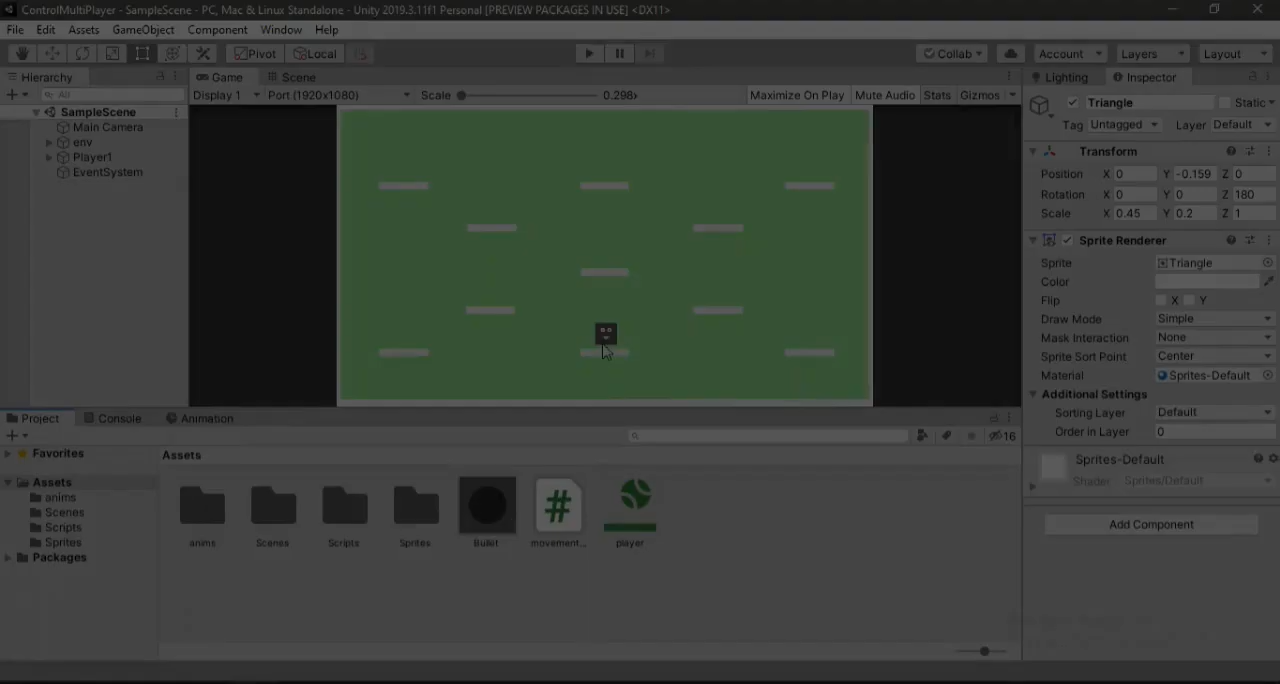 ControlMultiPlayer - SampleScene - PC, Mac & Linux Standalone - Unity 2019.3.11f1 Personal [PREVIEW PACKAGES IN USE] <DX11>
File Edit Assets GameObject Component Window Help
Pivot Local Collab Account Layers Layout
Hierarchy Game Scene Lighting Inspector
All Display 1 Port (1920x1080) Scale 0.298x Maximize On Play Mute Audio Stats Gizmos Triangle Static
SampleScene
Main Camera
env
Player1
EventSystem
Tag Untagged Layer Default
Transform
Position X 0 Y -0.159 Z 0
Rotation X 0 Y 0 Z 180
Scale X 0.45 Y 0.2 Z 1
Sprite Renderer
Sprite Triangle
Color
Flip X Y
Draw Mode Simple
Mask Interaction None
Sprite Sort Point Center
Material Sprites-Default
Additional Settings
Sorting Layer Default
Order in Layer 0
Sprites-Default
Shader Sprites/Default
Add Component
Project Console Animation
16
Favorites
Assets
anims
Scenes
Scripts
Sprites
Packages
Assets
anims Scenes Scripts Sprites Bullet movement... player